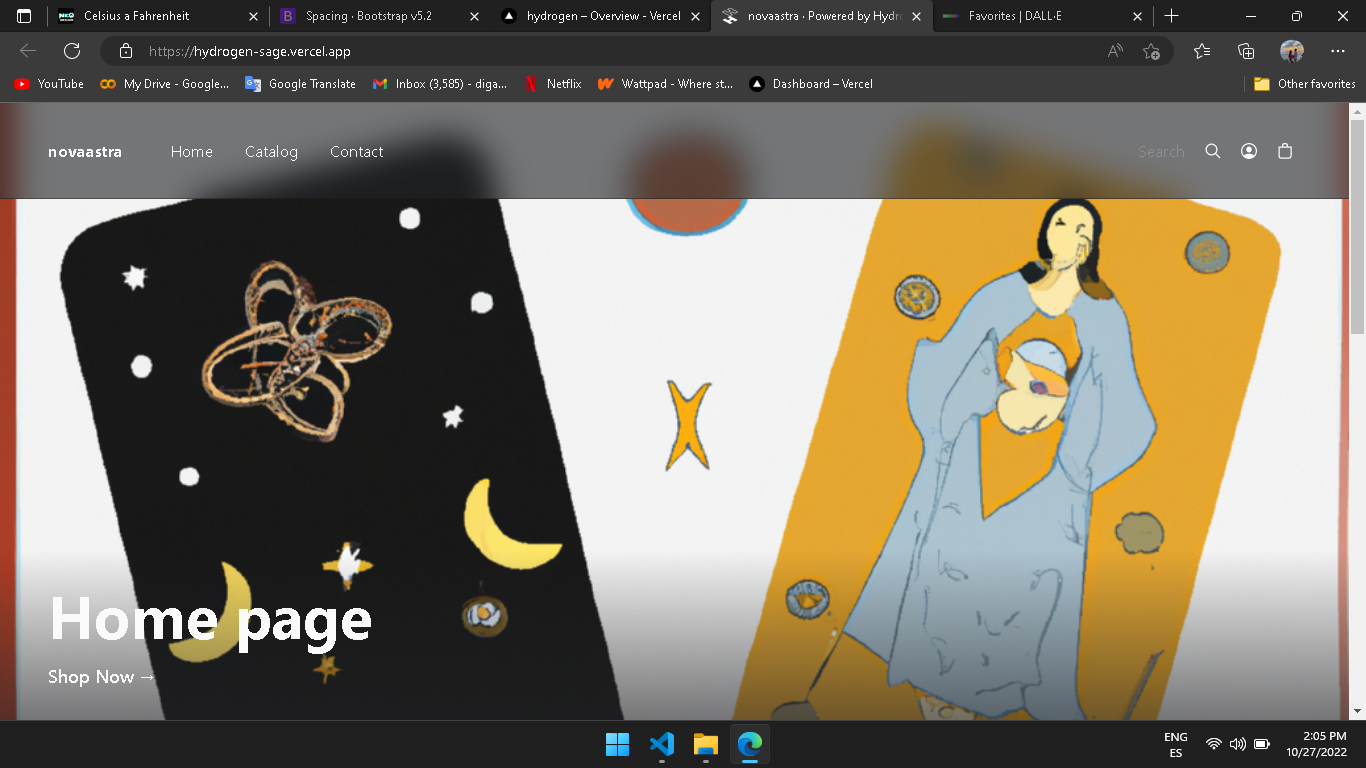 Celsius a Fahrenheit
Spacing · Bootstrap v5.2
hydrogen – Overview - Vercel
novaastra · Powered by Hydro
Favorites | DALL·E
https://hydrogen-sage.vercel.app
YouTube
My Drive - Google...
Google Translate
Inbox (3,585) - diga...
Netflix
Wattpad - Where st...
Dashboard – Vercel
Other favorites
novaastra
Home
Catalog
Contact
Search
Home page
Shop Now →
ENG
ES
2:05 PM
10/27/2022